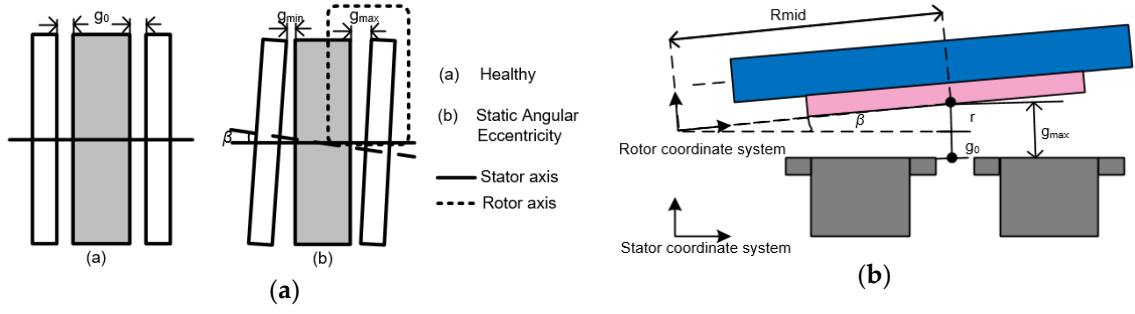 g₀
(a)
gmin
gmax
β
(b)
(a) Healthy
(b) Static Angular
Eccentricity
Stator axis
Rotor axis
(a)
Rmid
β
r
gmax
g₀
Rotor coordinate system
Stator coordinate system
(b)